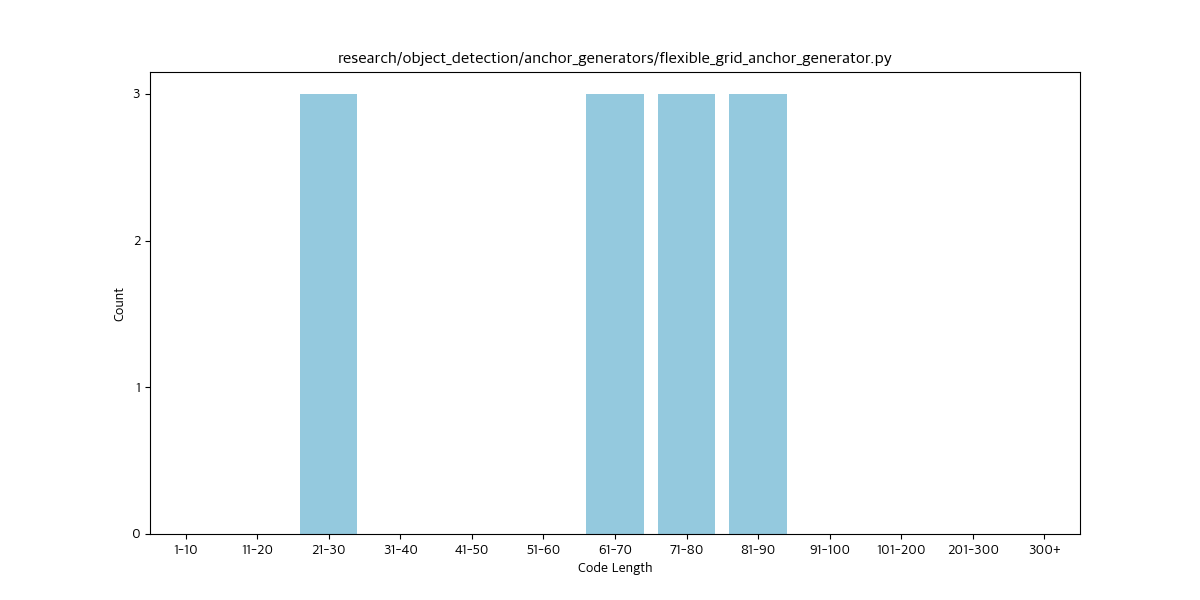 research/object_detection/anchor_generators/flexible_grid_anchor_generator.py
3
2
1
0
Count
1-10 11-20 21-30 31-40 41-50 51-60 61-70 71-80 81-90 91-100 101-200 201-300 300+
Code Length